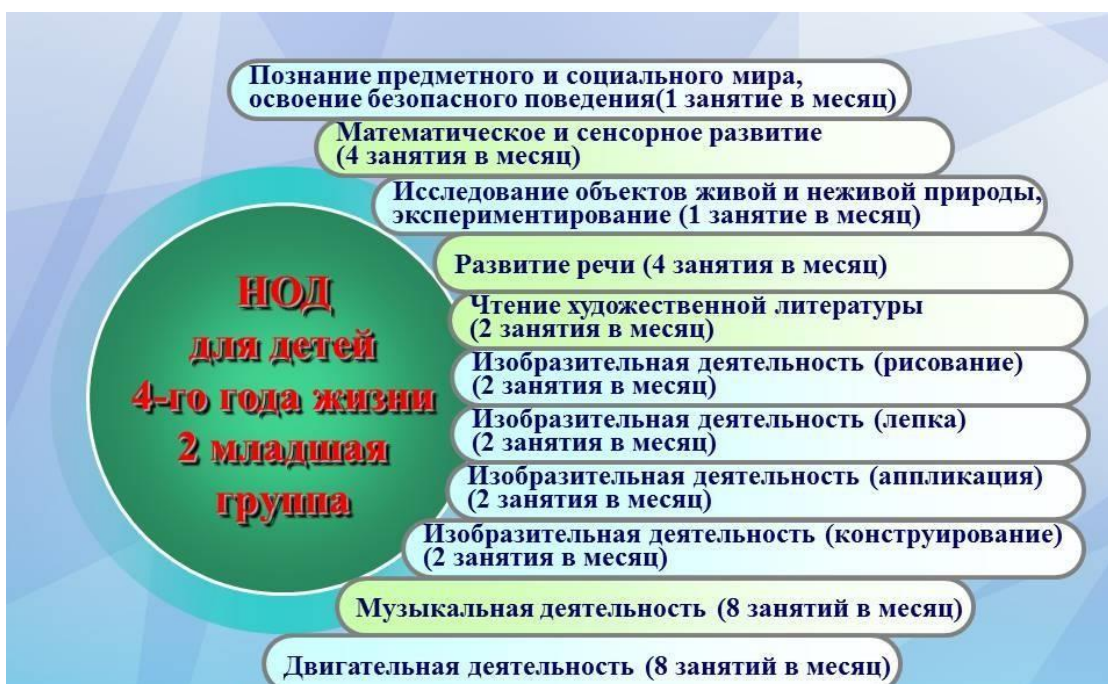 Познание предметного и социального мира,
освоение безопасного поведения(1 занятие в месяц)
Математическое и сенсорное развитие
(4 занятия в месяц)
Исследование объектов живой и неживой природы,
экспериментирование (1 занятие в месяц)
Развитие речи (4 занятия в месяц)
Чтение художественной литературы
(2 занятия в месяц)
Изобразительная деятельность (рисование)
(2 занятия в месяц)
Изобразительная деятельность (лепка)
(2 занятия в месяц)
Изобразительная деятельность (аппликация)
(2 занятия в месяц)
Изобразительная деятельность (конструирование)
(2 занятия в месяц)
Музыкальная деятельность (8 занятий в месяц)
Двигательная деятельность (8 занятий в месяц)
НОД
для детей
4-го года жизни
2 младшая
группа